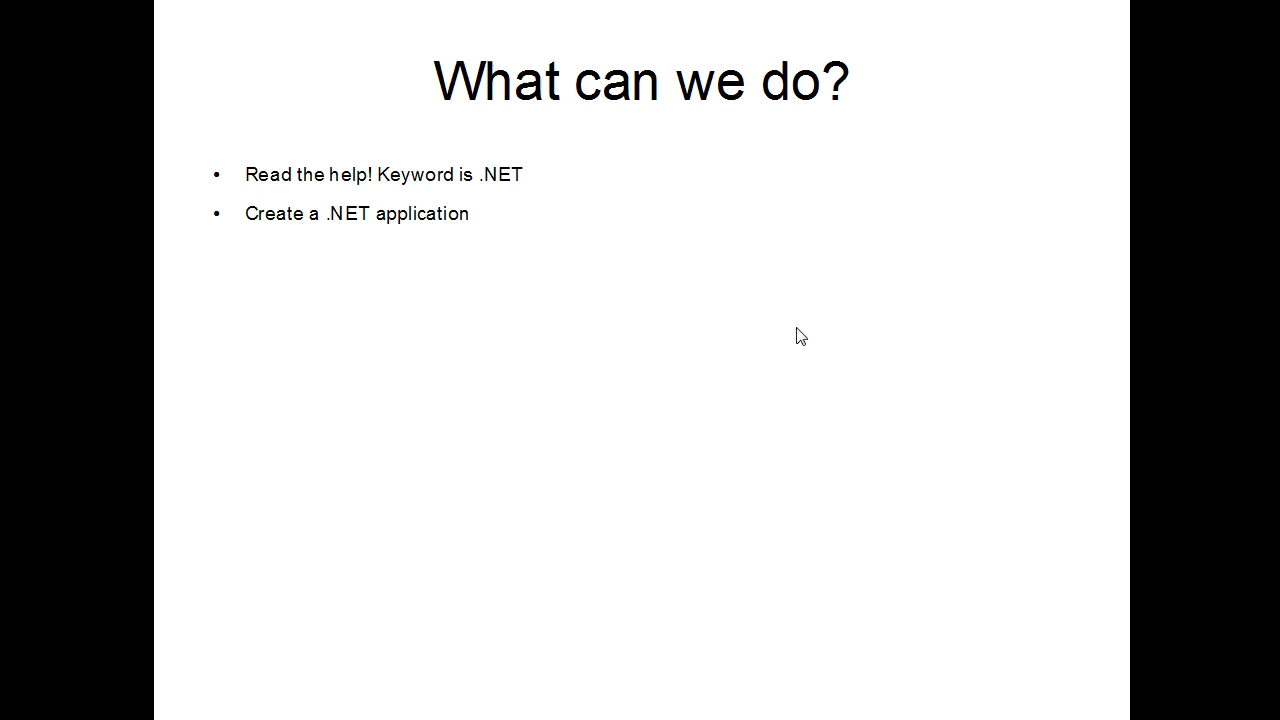 What can we do?
• Read the help! Keyword is .NET
• Create a .NET application